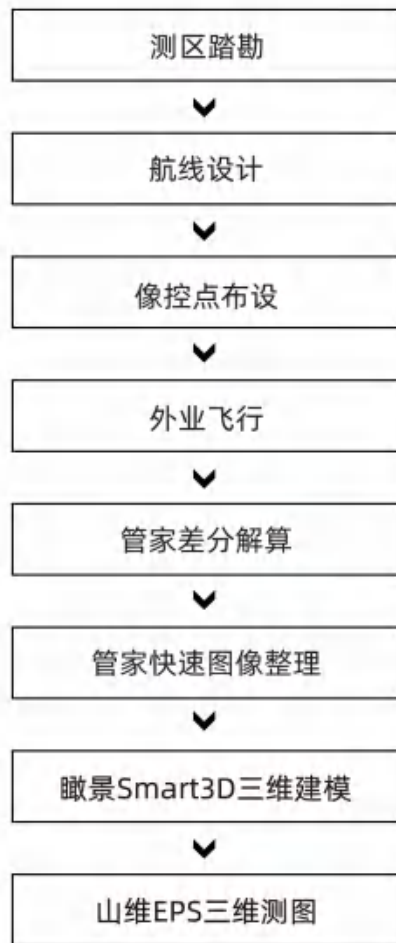 测区踏勘
航线设计
像控点布设
外业飞行
管家差分解算
管家快速图像整理
瞰景Smart3D三维建模
山维EPS三维测图